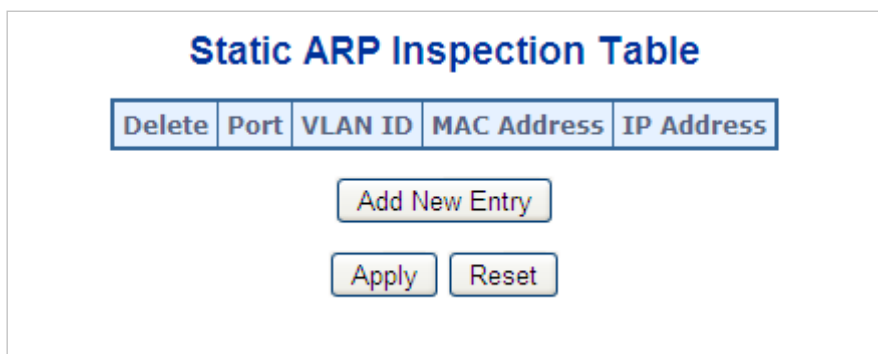 Static ARP Inspection Table
Delete Port VLAN ID MAC Address IP Address
Add New Entry
Apply Reset